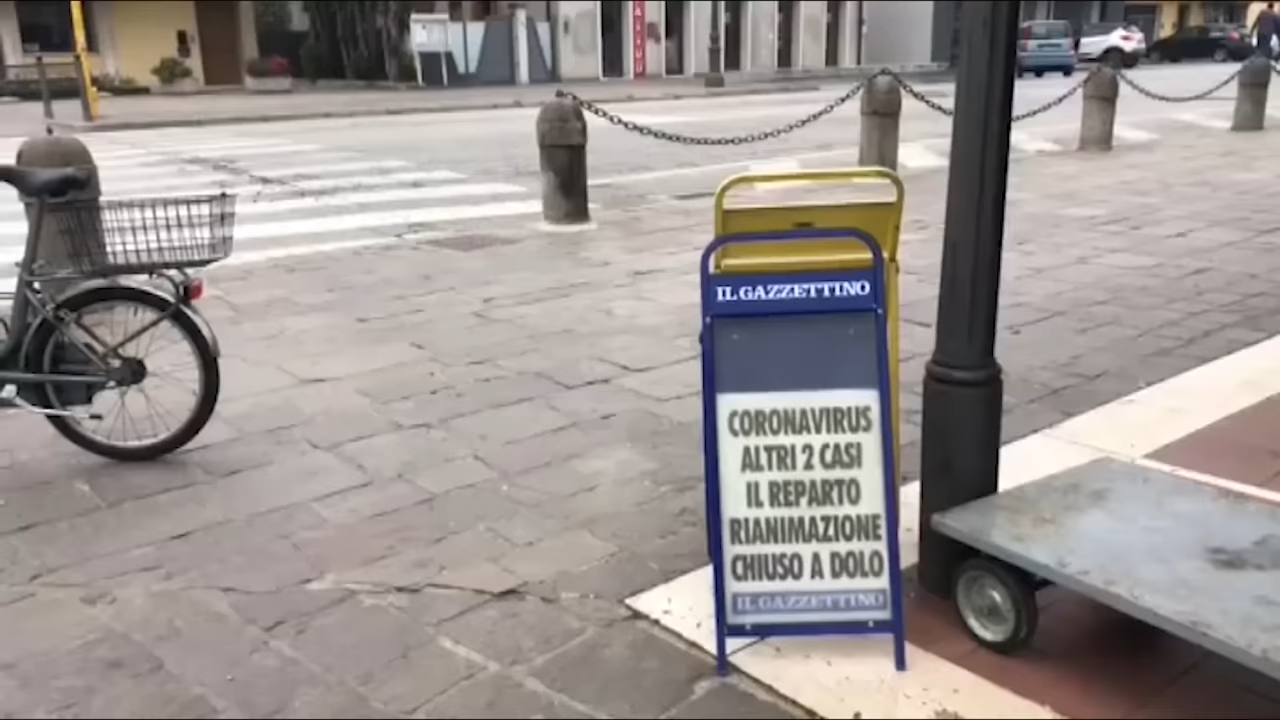 IL GAZZETTINO
CORONAVIRUS
ALTRI 2 CASI
IL REPARTO
RIANIMAZIONE
CHIUSO A DOLO
IL GAZZETTINO